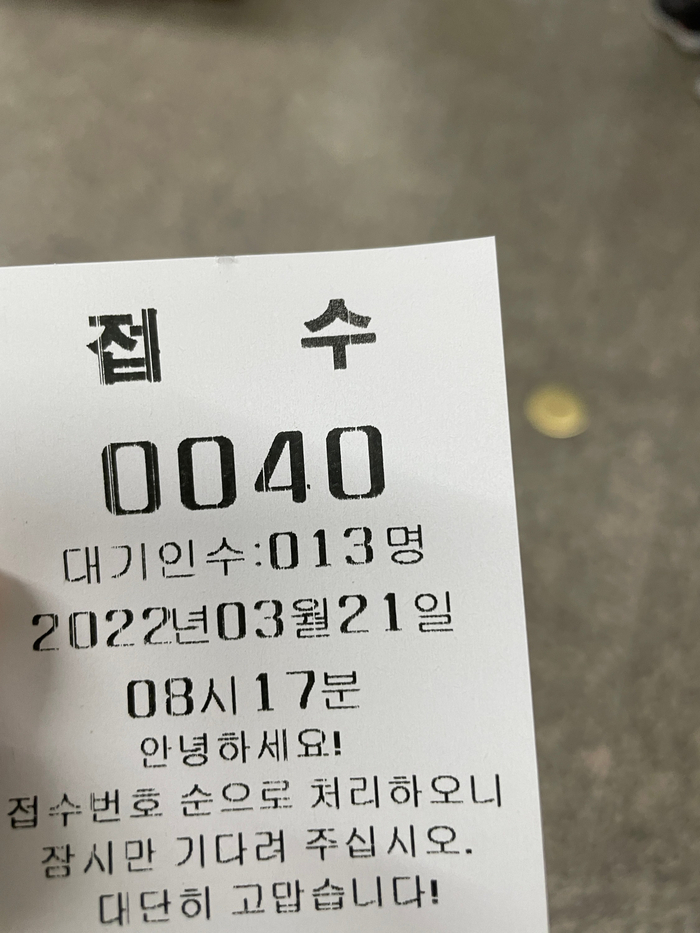 접 수
0040
대기인수:013명
2022년03월21일
08시17분
안녕하세요!
접수번호 순으로 처리하오니
잠시만 기다려 주십시오.
대단히 고맙습니다!